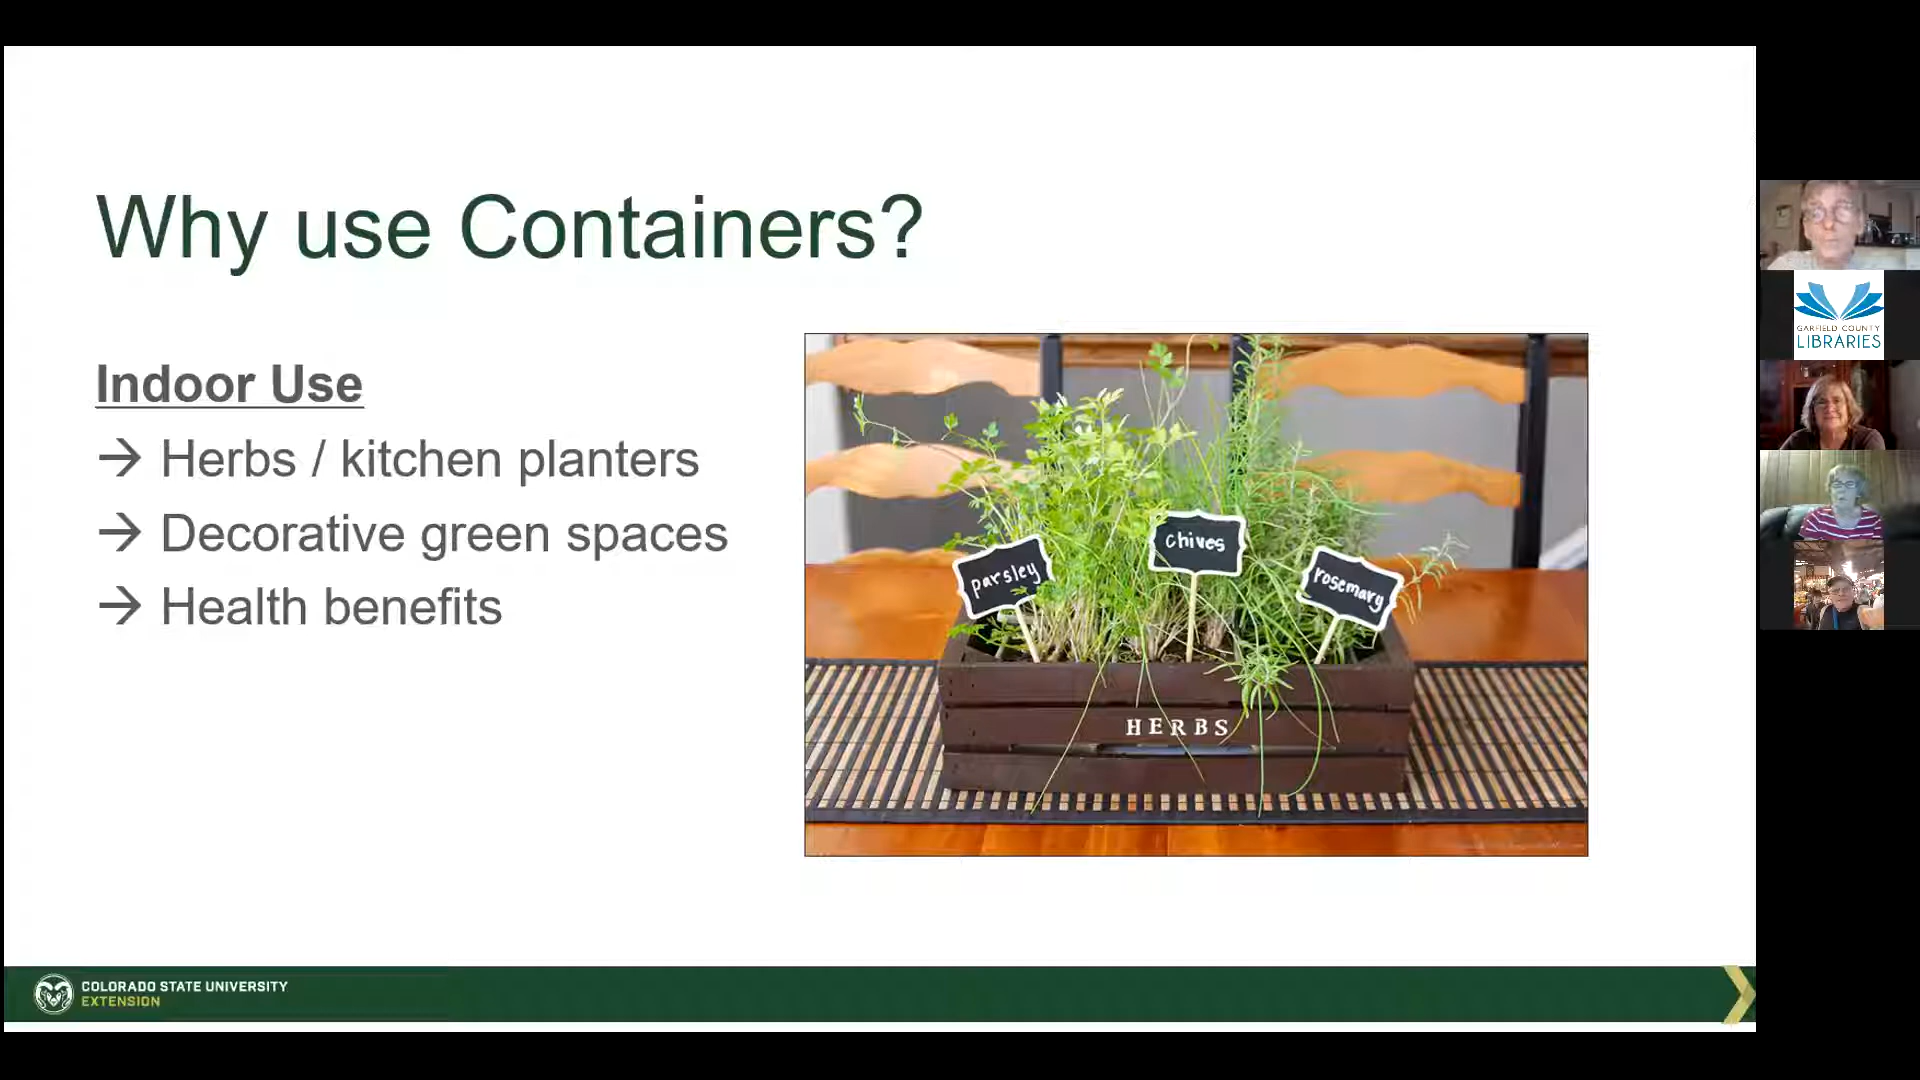 Why use Containers?
Indoor Use
→ Herbs / kitchen planters
→ Decorative green spaces
→ Health benefits
parsley
chives
rosemary
HERBS
COLORADO STATE UNIVERSITY
EXTENSION
GARFIELD COUNTY
LIBRARIES